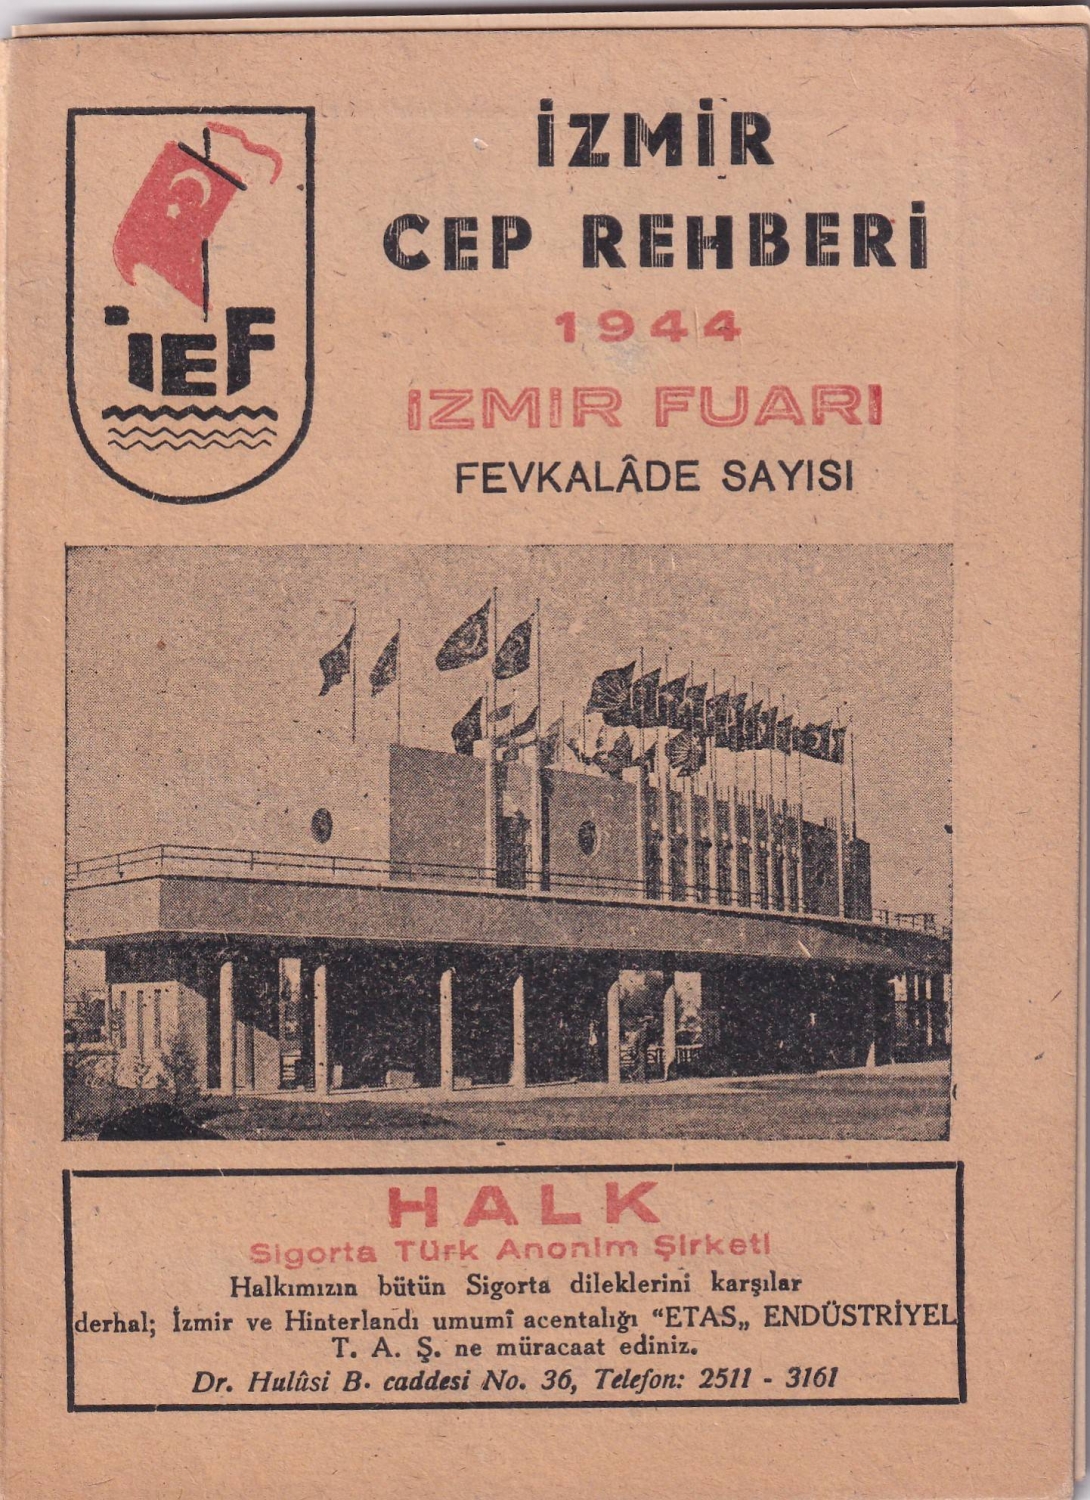 İEF
İZMİR
CEP REHBERİ
1944
İZMİR FUARI
FEVKALÂDE SAYISI
HALK
Sigorta Türk Anonim Şirketi
Halkımızın bütün Sigorta dileklerini karşılar
derhal; İzmir ve Hinterlandı umumî acentalığı “ETAS„ ENDÜSTRİYEL
T. A. Ş. ne müracaat ediniz.
Dr. Hulûsi B. caddesi No. 36, Telefon: 2511 - 3161